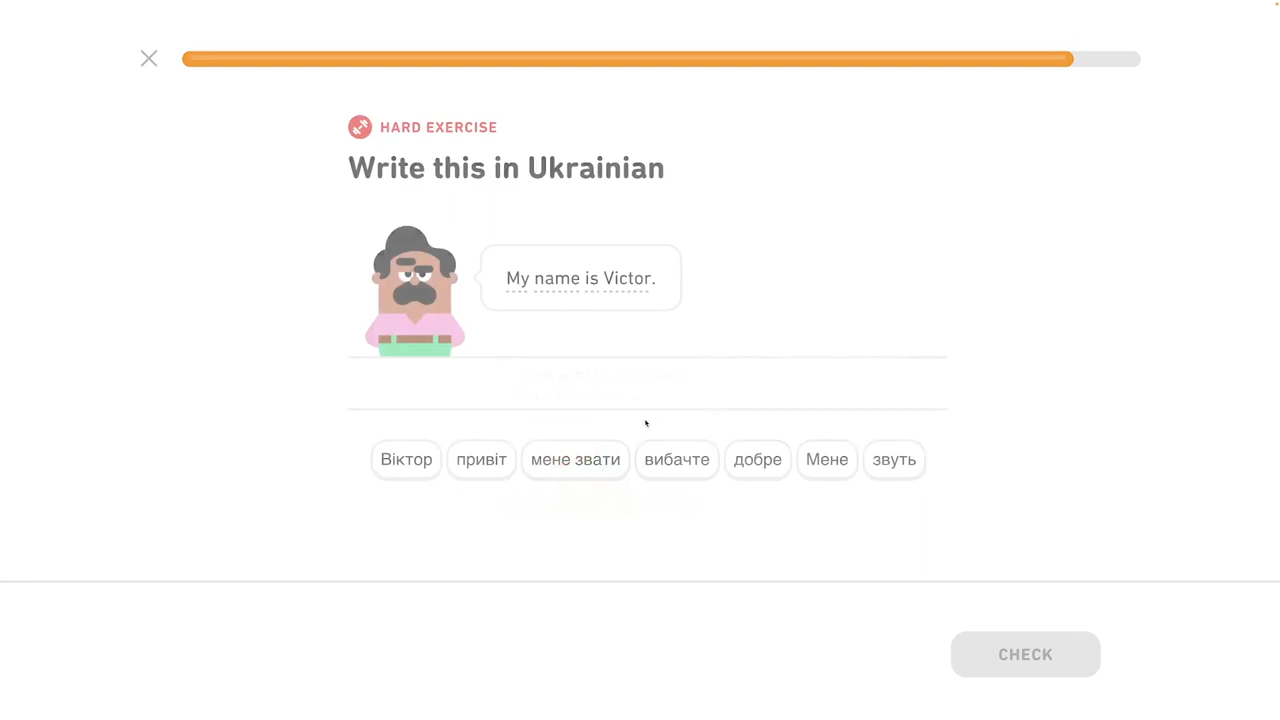 HARD EXERCISE
Write this in Ukrainian
My name is Victor.
Віктор привіт мене звати вибачте добре Мене звуть
CHECK